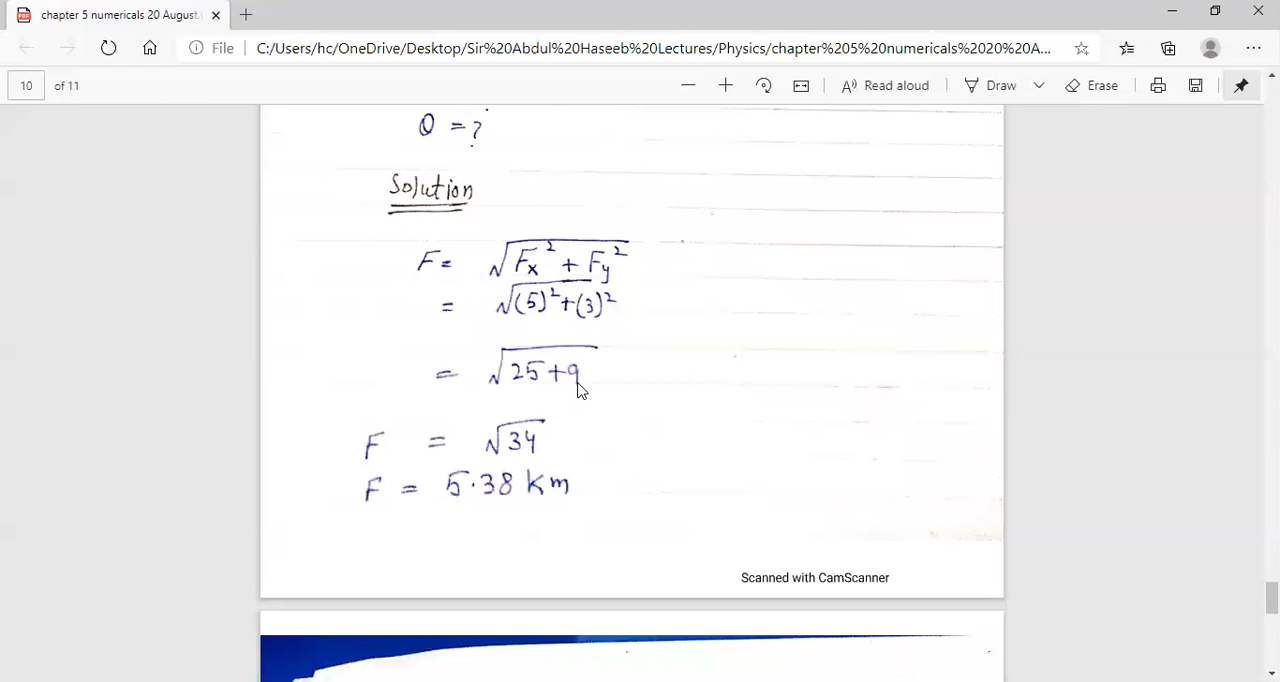 chapter 5 numericals 20 August.
File
C:/Users/hc/OneDrive/Desktop/Sir%20Abdul%20Haseeb%20Lectures/Physics/chapter%205%20numericals%2020%20A...
10 of 11
Read aloud
Draw
Erase
θ = ?
Solution
F = √Fx² + Fy²
= √(5)²+(3)²
= √25+9
F = √34
F = 5.38 km
Scanned with CamScanner